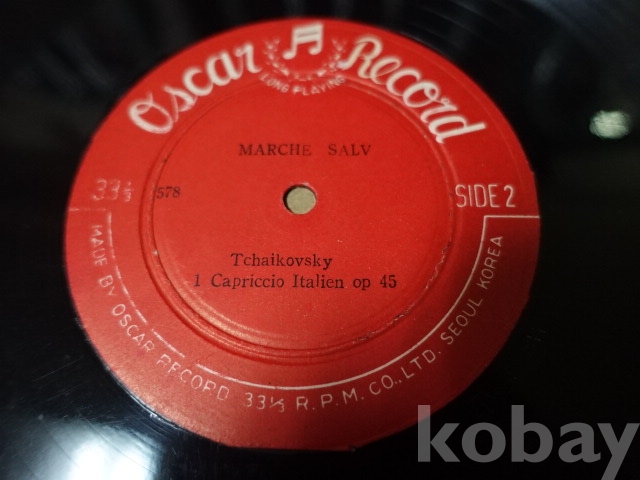 Oscar Record
LONG PLAYING
MARCHE SALV
33⅓ 578 SIDE 2
Tchaikovsky
1 Capriccio Italien op 45
MADE BY OSCAR RECORD 33⅓ R.P.M. CO., LTD. SEOUL KOREA
kobay